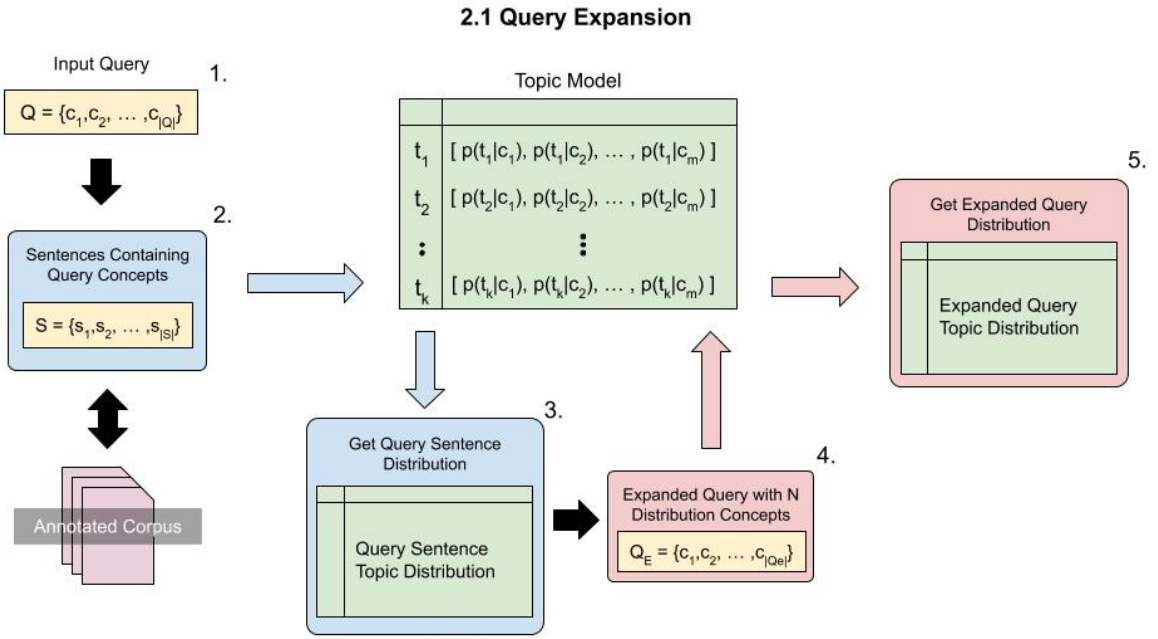 2.1 Query Expansion
Input Query
1.
Q = {c₁,c₂, … ,c|Q|}
2.
Sentences Containing
Query Concepts
S = {s₁,s₂, … ,s|S|}
Annotated Corpus
Topic Model
t₁ [ p(t₁|c₁), p(t₁|c₂), … , p(t₁|cₘ) ]
t₂ [ p(t₂|c₁), p(t₂|c₂), … , p(t₂|cₘ) ]
tₖ [ p(tₖ|c₁), p(tₖ|c₂), … , p(tₖ|cₘ) ]
3.
Get Query Sentence
Distribution
Query Sentence
Topic Distribution
4.
Expanded Query with N
Distribution Concepts
Q_E = {c₁,c₂, … ,c|Qe|}
5.
Get Expanded Query
Distribution
Expanded Query
Topic Distribution